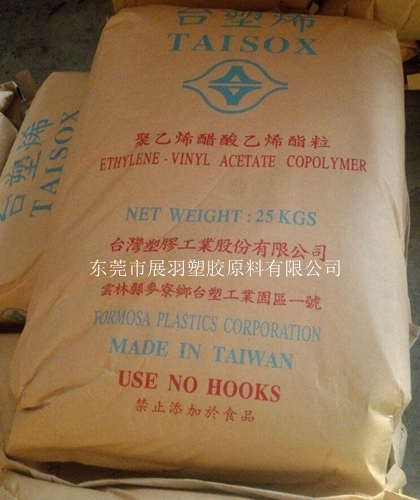 台塑烯
TAISOX
聚乙烯醋酸乙烯酯粒
ETHYLENE - VINYL ACETATE COPOLYMER
NET WEIGHT : 25 KGS
台灣塑膠工業股份有限公司
东莞市展羽塑胶原料有限公司
雲林縣麥寮鄉台塑工業園區一號
FORMOSA PLASTICS CORPORATION
MADE IN TAIWAN
USE NO HOOKS
禁止添加於食品
台塑烯
TAISOX